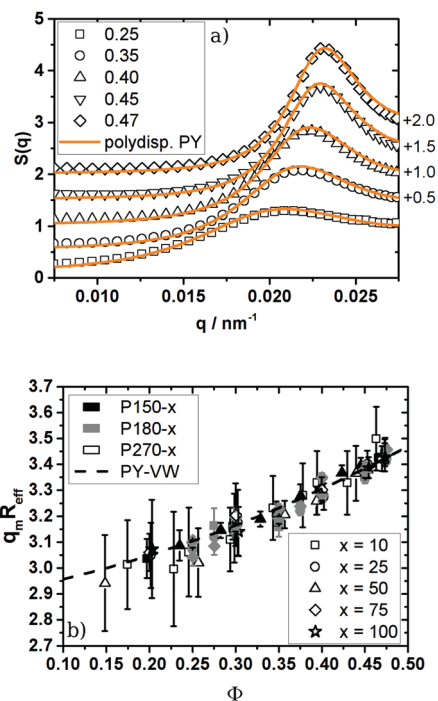 a)
5
4
3
2
1
0
S(q)
0.25
0.35
0.40
0.45
0.47
polydisp. PY
+2.0
+1.5
+1.0
+0.5
0.010 0.015 0.020 0.025
q / nm⁻¹
3.7
3.6
3.5
3.4
3.3
3.2
3.1
3.0
2.9
2.8
2.7
qₘRₑff
P150-x
P180-x
P270-x
PY-VW
x = 10
x = 25
x = 50
x = 75
x = 100
b)
0.10 0.15 0.20 0.25 0.30 0.35 0.40 0.45 0.50
Φ